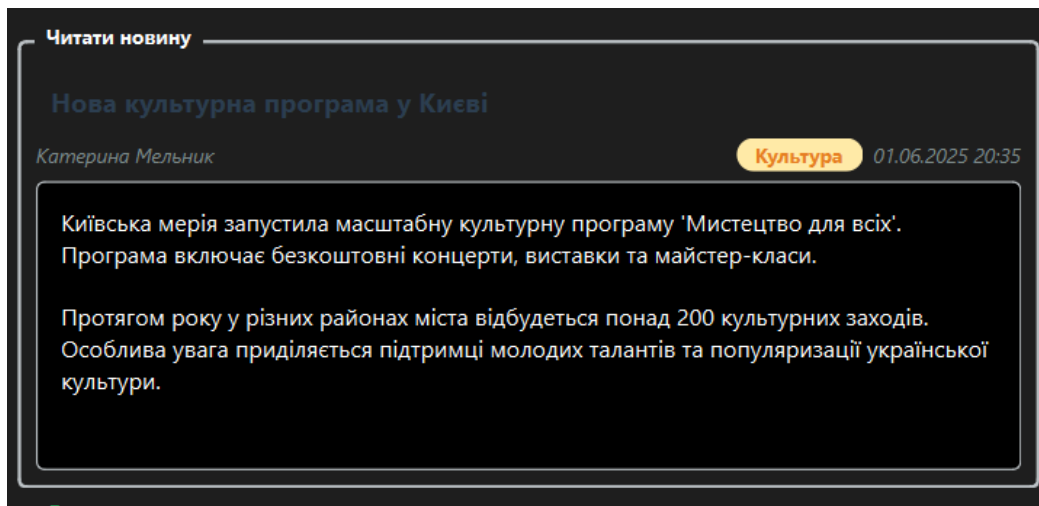 Читати новину
Нова культурна програма у Києві
Катерина Мельник
Культура
01.06.2025 20:35
Київська мерія запустила масштабну культурну програму 'Мистецтво для всіх'.
Програма включає безкоштовні концерти, виставки та майстер-класи.
Протягом року у різних районах міста відбудеться понад 200 культурних заходів.
Особлива увага приділяється підтримці молодих талантів та популяризації української
культури.